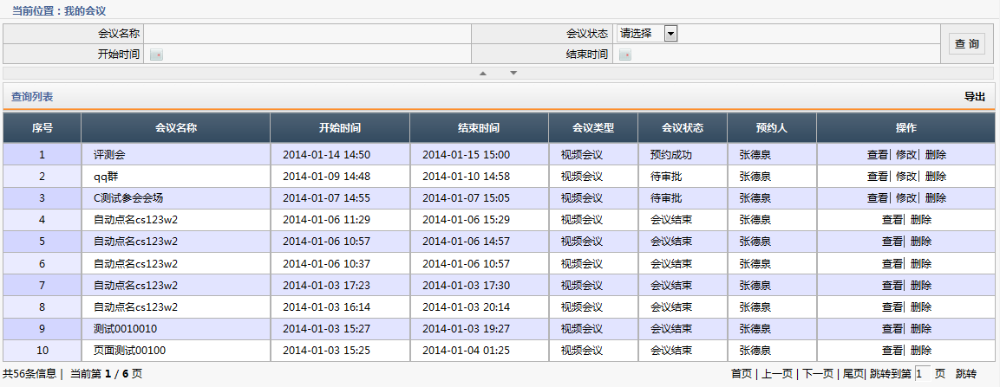 当前位置：我的会议
会议名称 会议状态 请选择
查 询
开始时间 结束时间
查询列表 导出
序号 会议名称 开始时间 结束时间 会议类型 会议状态 预约人 操作
1 评测会 2014-01-14 14:50 2014-01-15 15:00 视频会议 预约成功 张德泉 查看| 修改| 删除
2 qq群 2014-01-09 14:48 2014-01-10 14:58 视频会议 待审批 张德泉 查看| 修改| 删除
3 C测试参会会场 2014-01-07 14:55 2014-01-07 15:05 视频会议 待审批 张德泉 查看| 修改| 删除
4 自动点名cs123w2 2014-01-06 11:29 2014-01-06 15:29 视频会议 会议结束 张德泉 查看| 删除
5 自动点名cs123w2 2014-01-06 10:57 2014-01-06 14:57 视频会议 会议结束 张德泉 查看| 删除
6 自动点名cs123w2 2014-01-06 10:37 2014-01-06 10:57 视频会议 会议结束 张德泉 查看| 删除
7 自动点名cs123w2 2014-01-03 17:23 2014-01-03 17:30 视频会议 会议结束 张德泉 查看| 删除
8 自动点名cs123w2 2014-01-03 16:14 2014-01-03 20:14 视频会议 会议结束 张德泉 查看| 删除
9 测试0010010 2014-01-03 15:27 2014-01-03 19:27 视频会议 会议结束 张德泉 查看| 删除
10 页面测试00100 2014-01-03 15:25 2014-01-04 01:25 视频会议 会议结束 张德泉 查看| 删除
共56条信息 | 当前第 1 / 6 页 首页 | 上一页 | 下一页 | 尾页| 跳转到第 1 页 跳转